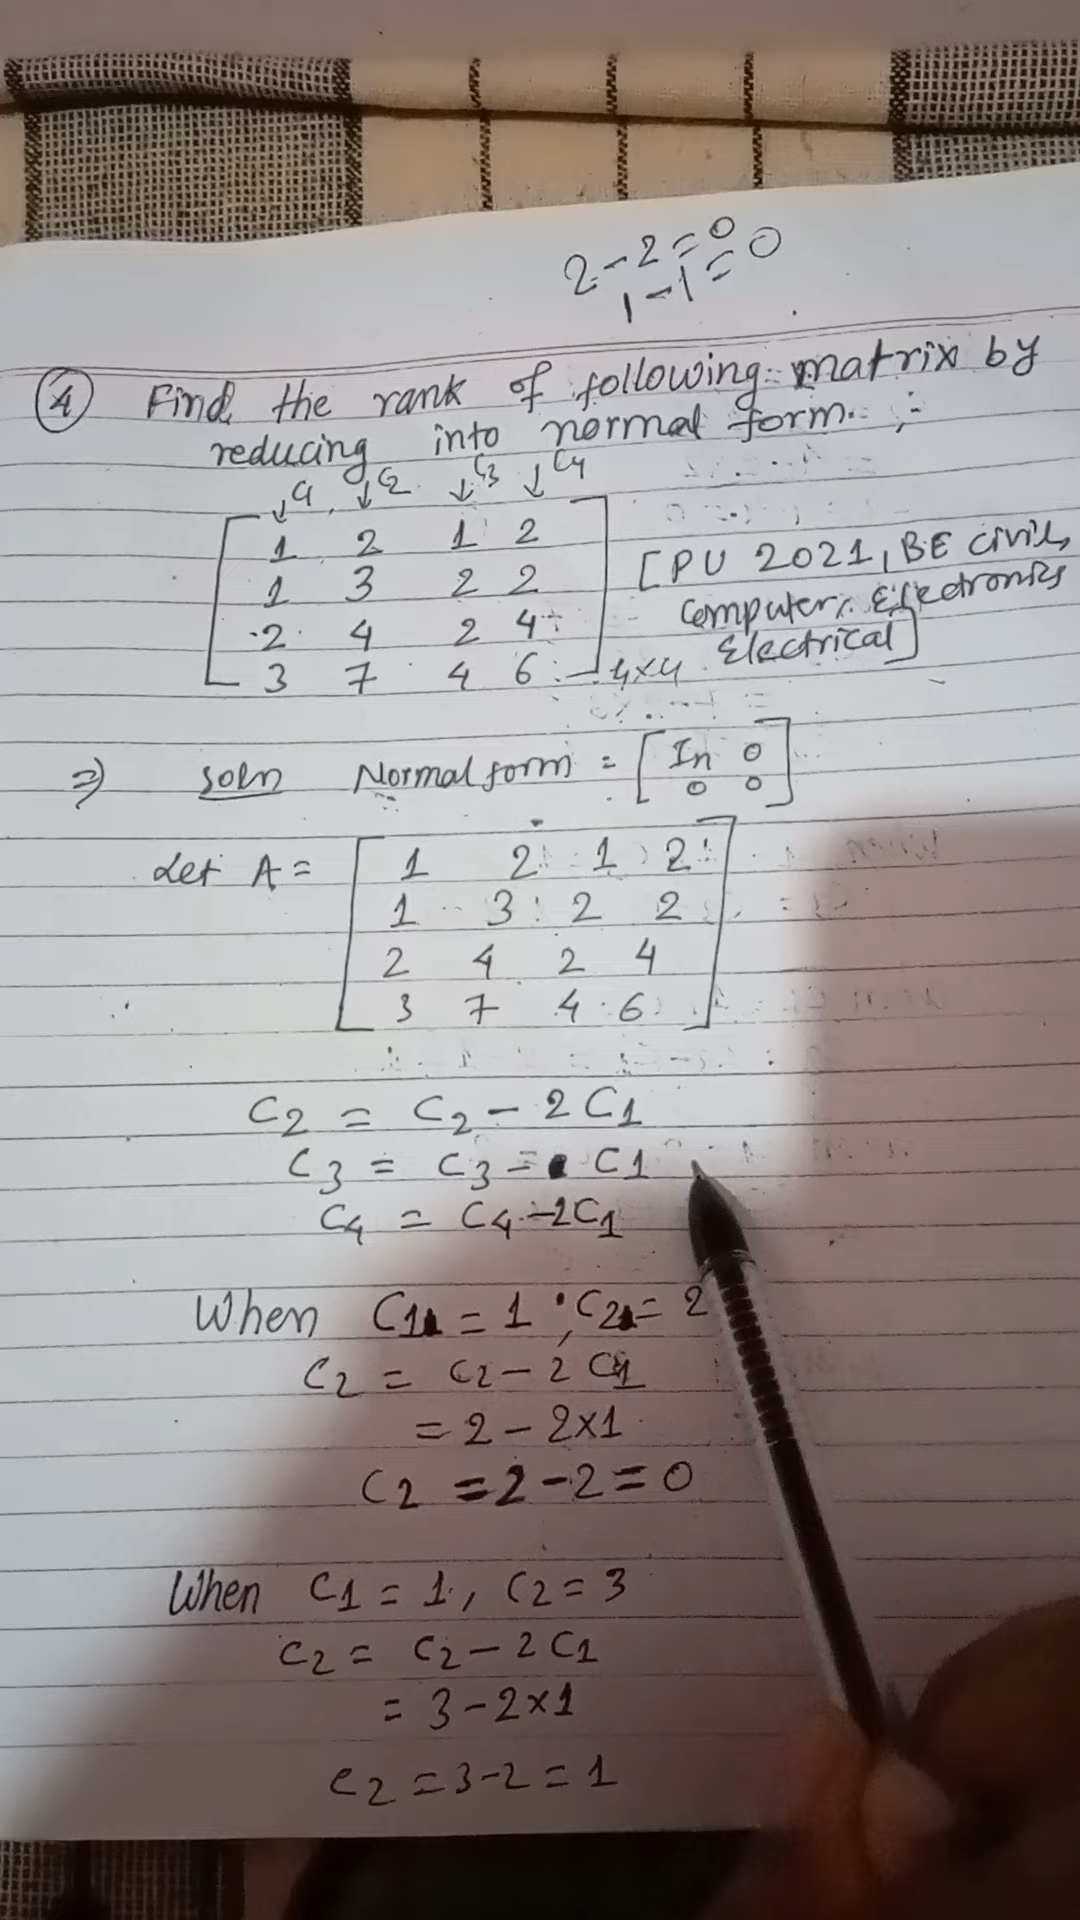 2-2=0
1-1=0
4 Find the rank of following matrix by
reducing into normal form. :-
C1 C2 C3 C4
1 2 1 2
1 3 2 2
2 4 2 4
3 7 4 6 4×4
[PU 2021, BE civil,
computer, Electronics
Electrical]
⇒ Soln Normal form = [In 0
0 0]
Let A =
1 2 1 2
1 3 2 2
2 4 2 4
3 7 4 6
C2 = C2 - 2C1
C3 = C3 - C1
C4 = C4 - 2C1
When C1 = 1 ; C2 = 2
C2 = C2 - 2C1
= 2 - 2×1
C2 = 2-2 = 0
When C1 = 1, C2 = 3
C2 = C2 - 2C1
= 3-2×1
C2 = 3-2 = 1